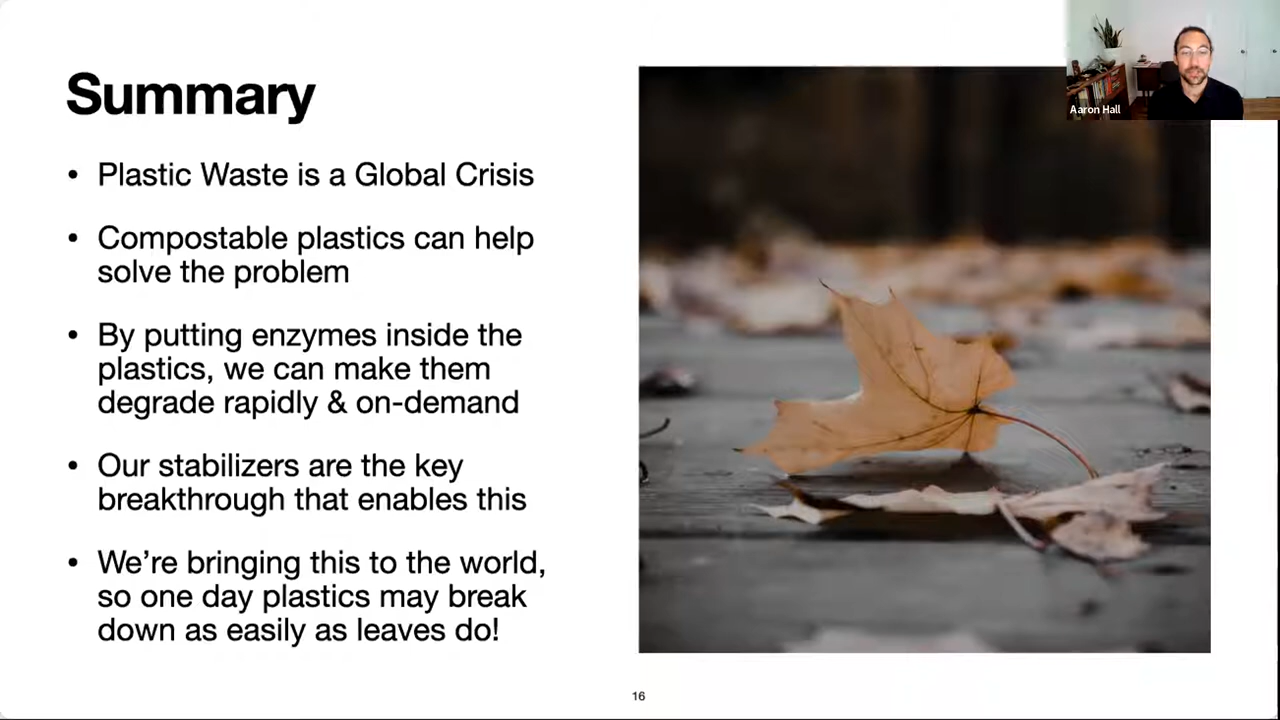 Aaron Hall
Summary
• Plastic Waste is a Global Crisis
• Compostable plastics can help
solve the problem
• By putting enzymes inside the
plastics, we can make them
degrade rapidly & on-demand
• Our stabilizers are the key
breakthrough that enables this
• We’re bringing this to the world,
so one day plastics may break
down as easily as leaves do!
16